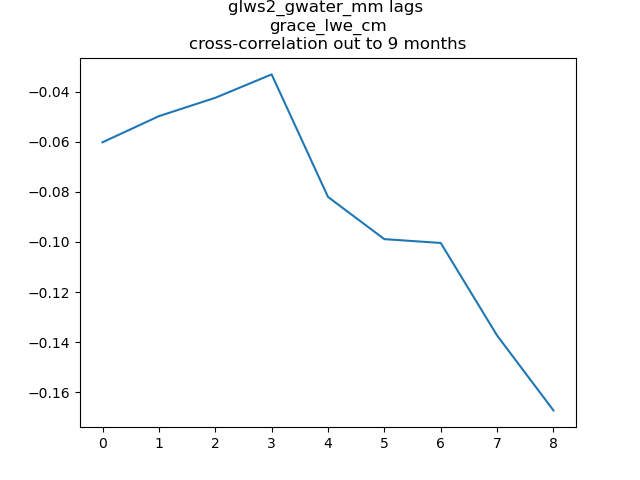 glws2_gwater_mm lags
grace_lwe_cm
cross-correlation out to 9 months
−0.04
−0.06
−0.08
−0.10
−0.12
−0.14
−0.16
0 1 2 3 4 5 6 7 8